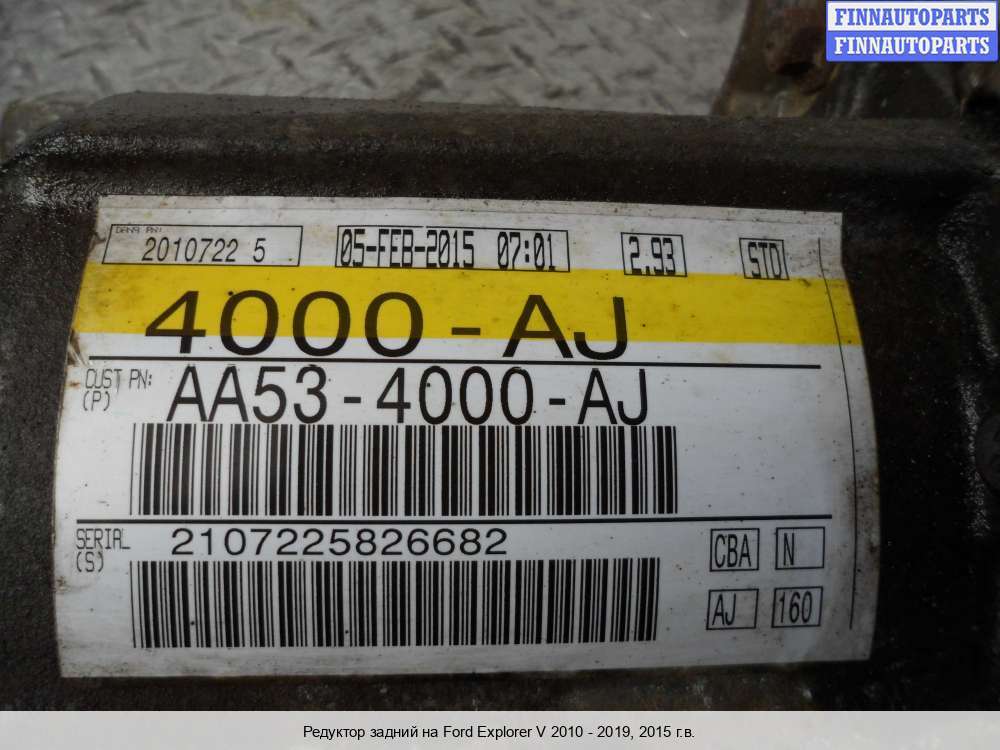 FINNAUTOPARTS
FINNAUTOPARTS
DANA PN:
2010722 5
05-FEB-2015 07:01
2.93
STD
4000-AJ
CUST PN:
(P)
AA53-4000-AJ
SERIAL
(S)
2107225826682
CBA
N
AJ
160
Редуктор задний на Ford Explorer V 2010 - 2019, 2015 г.в.